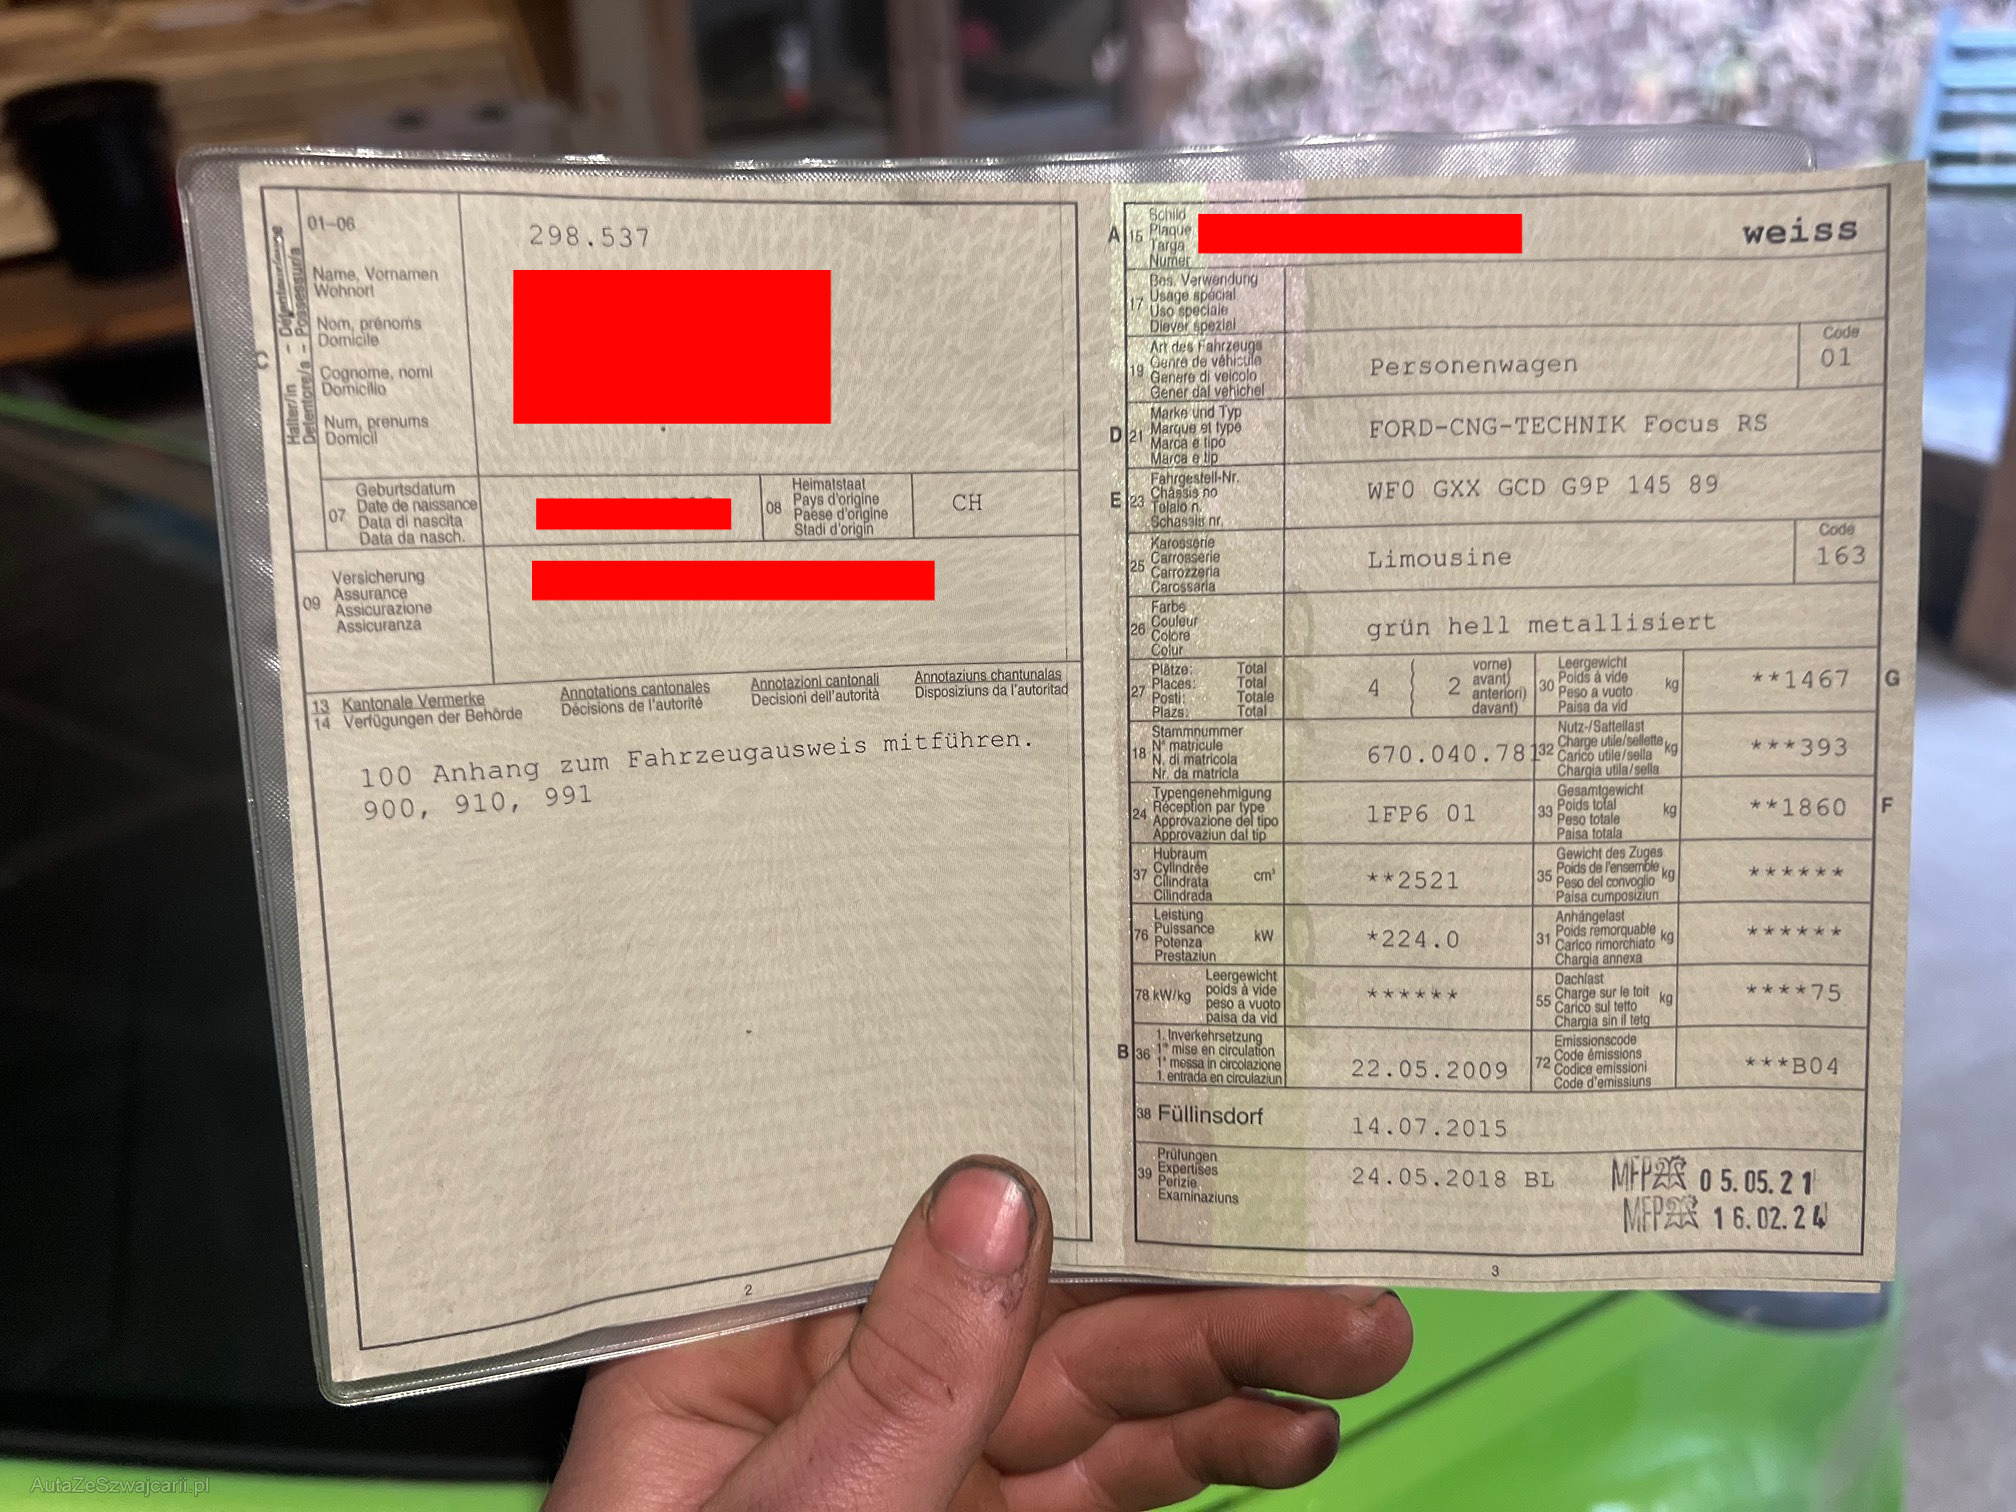 01-06
298.537
Halter/in - Détenteur/trice
Detentore/a - Possessur/a
C
Name, Vornamen
Wohnort
Nom, prénoms
Domicile
Cognome, nomi
Domicilio
Num, prenums
Domicil
07
Geburtsdatum
Date de naissance
Data di nascita
Data da nasch.
08
Heimatstaat
Pays d'origine
Paese d'origine
Stadi d'origin
CH
09
Versicherung
Assurance
Assicurazione
Assicuranza
13 Kantonale Vermerke Annotations cantonales Annotazioni cantonali Annotaziuns chantunalas
14 Verfügungen der Behörde Décisions de l'autorité Decisioni dell'autorità Disposiziuns da l'autoritad
100 Anhang zum Fahrzeugausweis mitführen.
900, 910, 991
2
A 15
Schild
Plaque
Targa
Numer
weiss
17
Bes. Verwendung
Usage spécial
Uso speciale
Diever spezial
19
Art des Fahrzeugs
Genre de véhicule
Genere di veicolo
Gener dal vehichel
Personenwagen
Code
01
D 21
Marke und Typ
Marque et type
Marca e tipo
Marca e tip
FORD-CNG-TECHNIK Focus RS
E 23
Fahrgestell-Nr.
Châssis no
Telaio n.
Schassis nr.
WF0 GXX GCD G9P 145 89
25
Karosserie
Carrosserie
Carrozzeria
Carossaria
Limousine
Code
163
26
Farbe
Couleur
Colore
Colur
grün hell metallisiert
27
Plätze: Total
Places: Total
Posti: Totale
Plazs: Total
4
2
vorne)
avant)
anteriori)
davant)
30
Leergewicht
Poids à vide
Peso a vuoto
Paisa da vid
kg
**1467
G
18
Stammnummer
N° matricule
N. di matricola
Nr. da matricla
670.040.781
32
Nutz-/Sattellast
Charge utile/sellette
Carico utile/sella
Chargia utila/sella
kg
***393
24
Typengenehmigung
Réception par type
Approvazione del tipo
Approvaziun dal tip
1FP6 01
33
Gesamtgewicht
Poids total
Peso totale
Paisa totala
kg
**1860
F
37
Hubraum
Cylindrée
Cilindrata
Cilindrada
cm³
**2521
35
Gewicht des Zuges
Poids de l'ensemble
Peso del convoglio
Paisa cumposiziun
kg
******
76
Leistung
Puissance
Potenza
Prestaziun
kW
*224.0
31
Anhängelast
Poids remorquable
Carico rimorchiato
Chargia annexa
kg
******
78 kW/kg
Leergewicht
poids à vide
peso a vuoto
paisa da vid
******
55
Dachlast
Charge sur le toit
Carico sul tetto
Chargia sin il tetg
kg
****75
B 36
1. Inverkehrsetzung
1e mise en circulation
1a messa in circolazione
1. entrada en circulaziun
22.05.2009
72
Emissionscode
Code émissions
Codice emissioni
Code d'emissiuns
***B04
38 Füllinsdorf
14.07.2015
39
Prüfungen
Expertises
Perizie
Examinaziuns
24.05.2018 BL
MFP 05.05.21
MFP 16.02.24
3
AutaZeSzwajcarii.pl